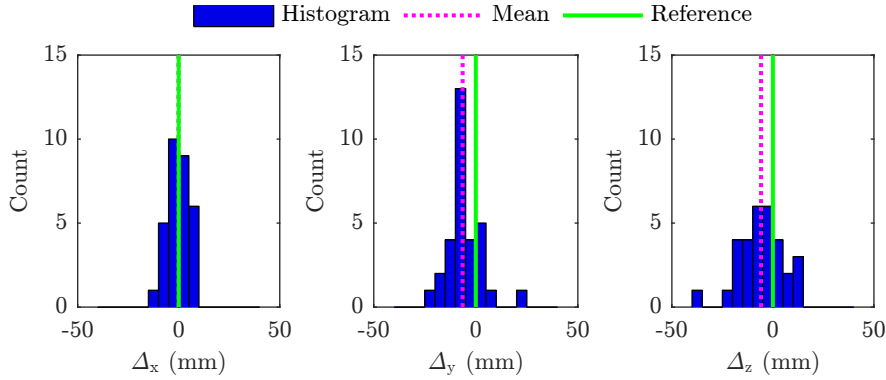 Histogram Mean Reference
15 15 15
10 10 10
5 5 5
0 0 0
Count Count Count
-50 0 50 -50 0 50 -50 0 50
Δx (mm) Δy (mm) Δz (mm)